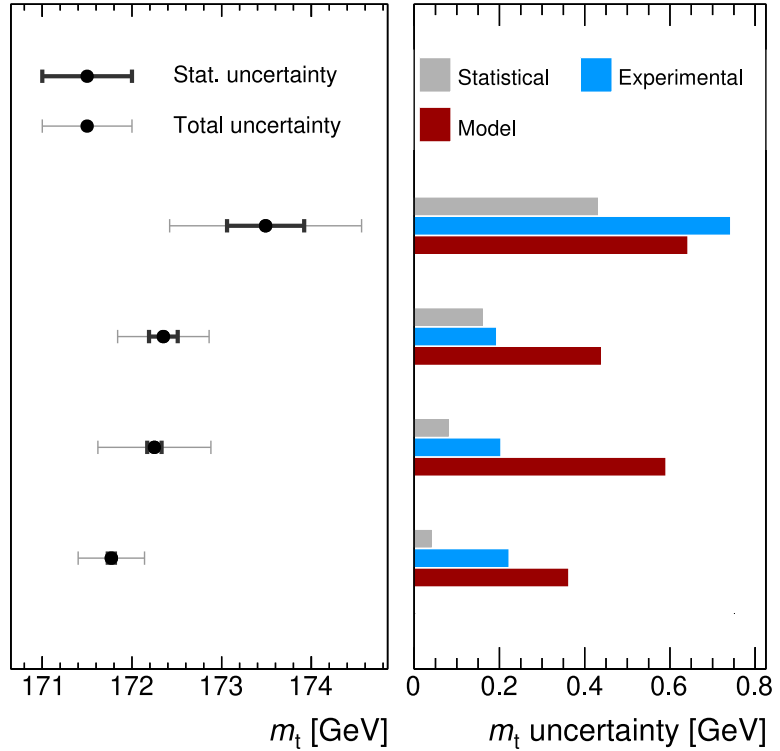 Stat. uncertainty
Total uncertainty
171 172 173 174
m_t [GeV]
Statistical Experimental
Model
0 0.2 0.4 0.6 0.8
m_t uncertainty [GeV]